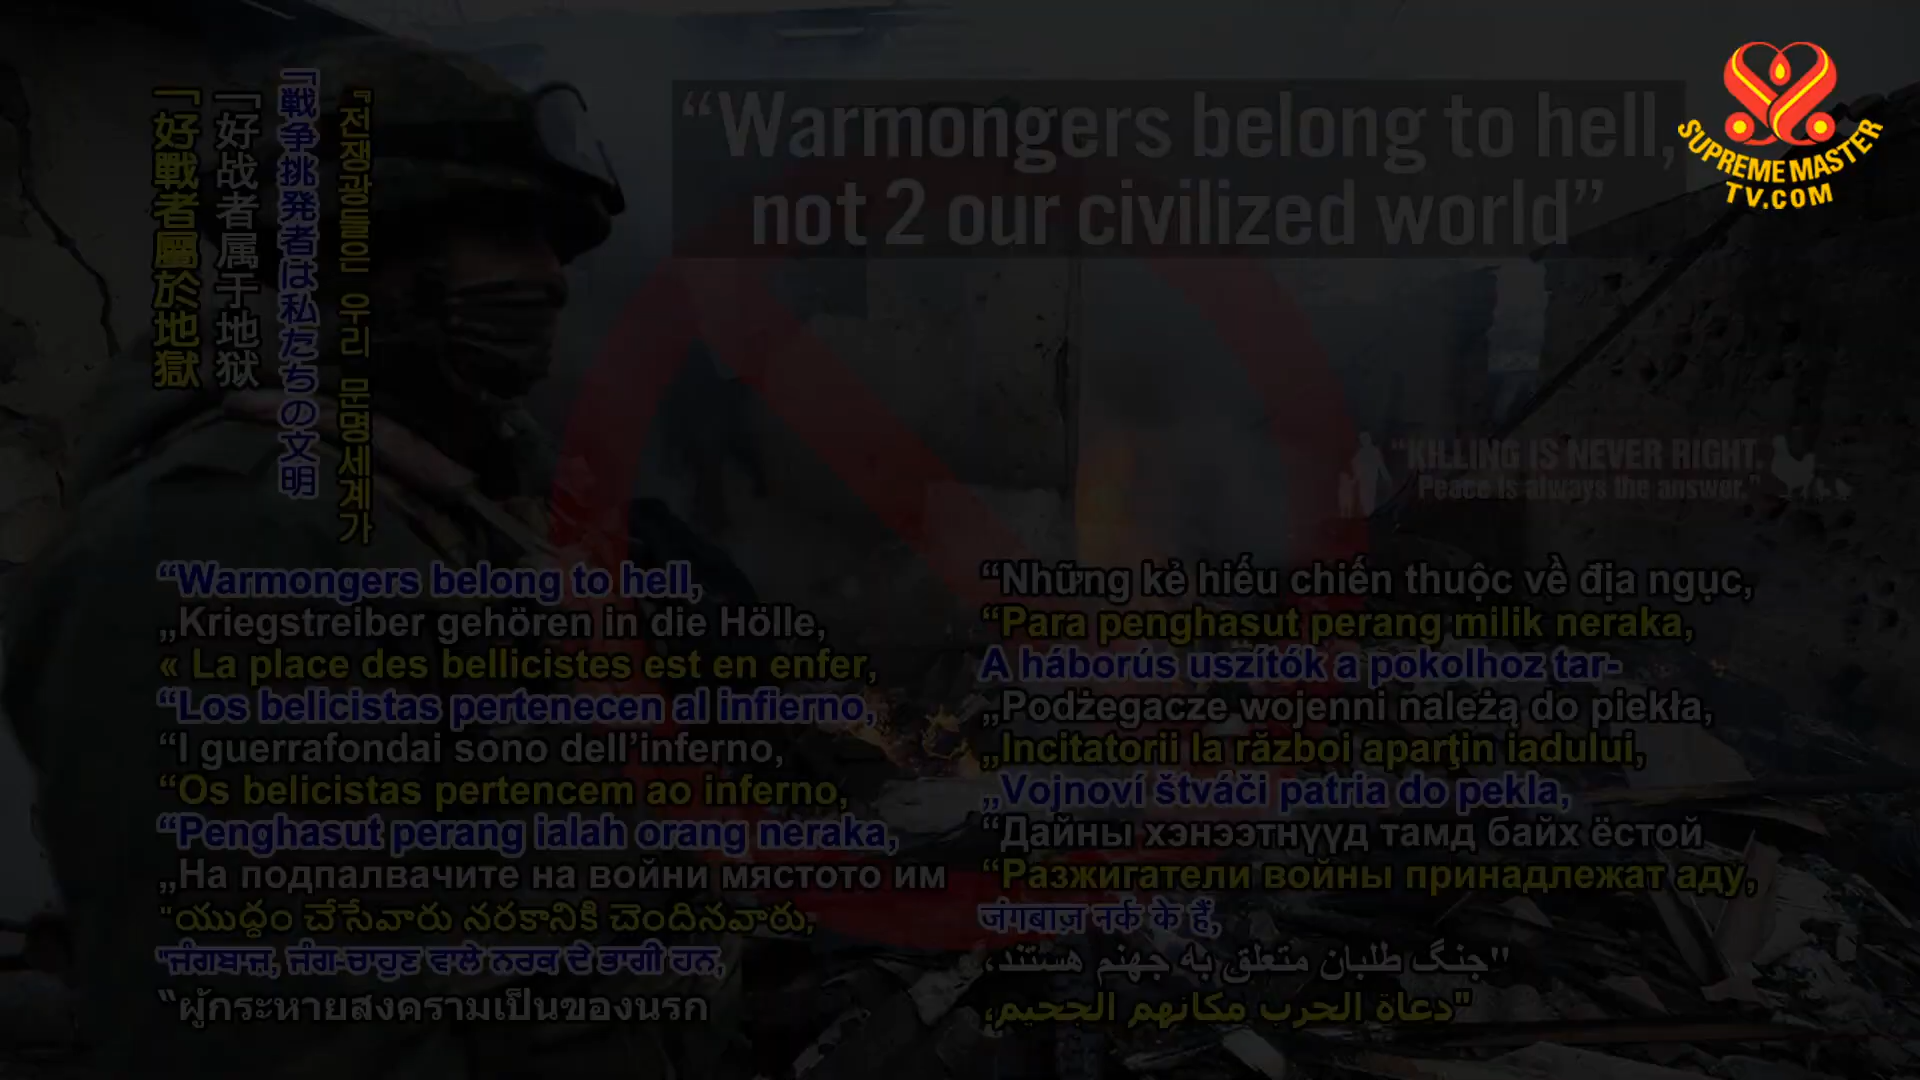 “Warmongers belong to hell,
not 2 our civilized world”
SUPREME MASTER
TV.COM
『전쟁광들은 우리 문명세계가
「戦争挑発者は私たちの文明
「好战者属于地狱
「好戰者屬於地獄
“KILLING IS NEVER RIGHT.
Peace is always the answer.”
“Warmongers belong to hell,
„Kriegstreiber gehören in die Hölle,
« La place des bellicistes est en enfer,
“Los belicistas pertenecen al infierno,
“I guerrafondai sono dell’inferno,
“Os belicistas pertencem ao inferno,
“Penghasut perang ialah orang neraka,
„На подпалвачите на войни мястото им
"యుద్ధం చేసేవారు నరకానికి చెందినవారు;
"ਜੰਗਬਾਜ਼, ਜੰਗ-ਚਾਹੁਣ ਵਾਲੇ ਨਰਕ ਦੇ ਭਾਗੀ ਹਨ,
“ผู้กระหายสงครามเป็นของนรก
“Những kẻ hiếu chiến thuộc về địa ngục,
“Para penghasut perang milik neraka,
A háborús uszítók a pokolhoz tar-
„Podżegacze wojenni należą do piekła,
„Incitatorii la război aparţin iadului,
„Vojnoví štváči patria do pekla,
“Дайны хэнээтнүүд тамд байх ёстой
“Разжигатели войны принадлежат аду,
जंगबाज़ नर्क के हैं,
"جنگ طلبان متعلق به جهنم هستند،
"دعاة الحرب مكانهم الجحيم،